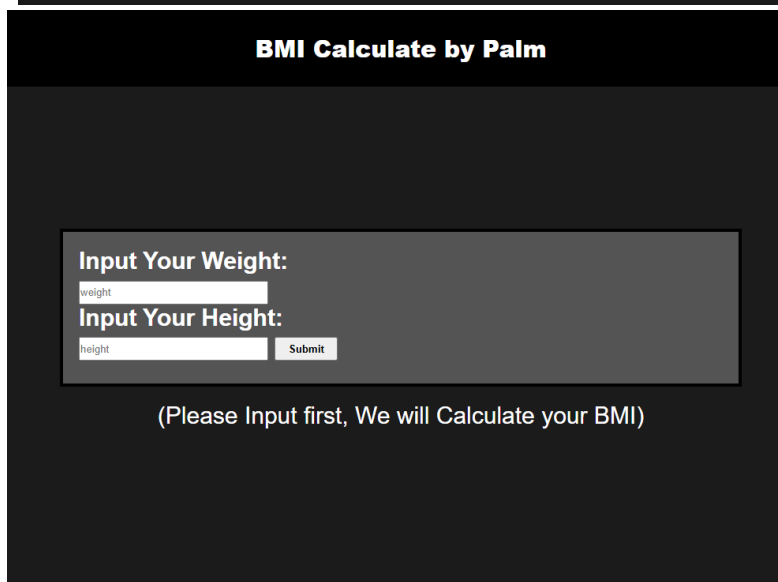 BMI Calculate by Palm
Input Your Weight:
weight
Input Your Height:
height Submit
(Please Input first, We will Calculate your BMI)